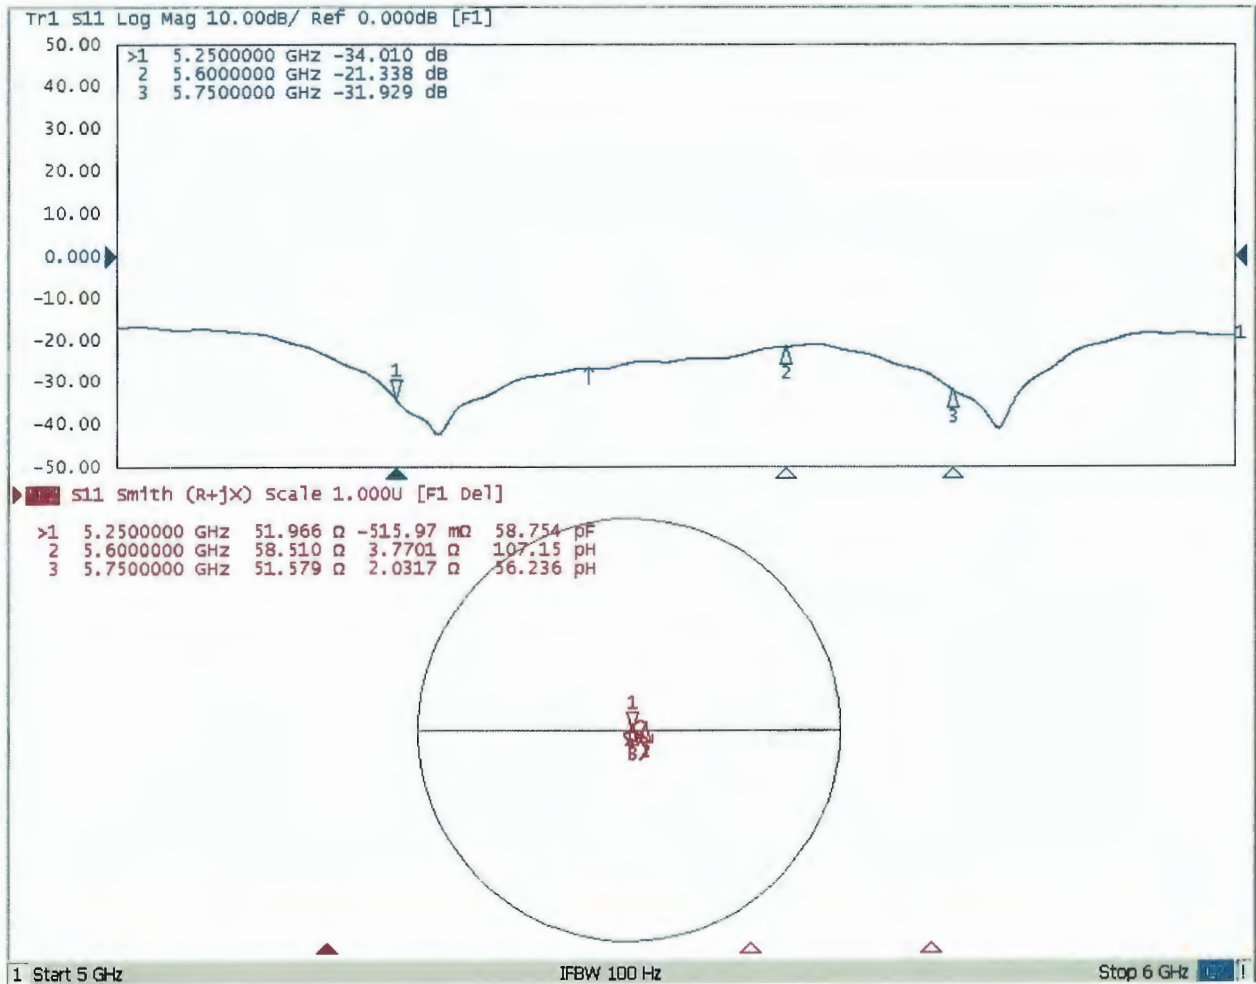 Tr1 S11 Log Mag 10.00dB/ Ref 0.000dB [F1]
50.00
>1 5.2500000 GHz -34.010 dB
2 5.6000000 GHz -21.338 dB
40.00
3 5.7500000 GHz -31.929 dB
30.00
20.00
10.00
0.000
-10.00
-20.00
1
1
-30.00
2
-40.00
3
-50.00
S11 Smith (R+jX) Scale 1.000U [F1 Del]
>1 5.2500000 GHz 51.966 Ω -515.97 mΩ 58.754 pF
2 5.6000000 GHz 58.510 Ω 3.7701 Ω 107.15 pH
3 5.7500000 GHz 51.579 Ω 2.0317 Ω 56.236 pH
1
1 Start 5 GHz
IFBW 100 Hz
Stop 6 GHz
!